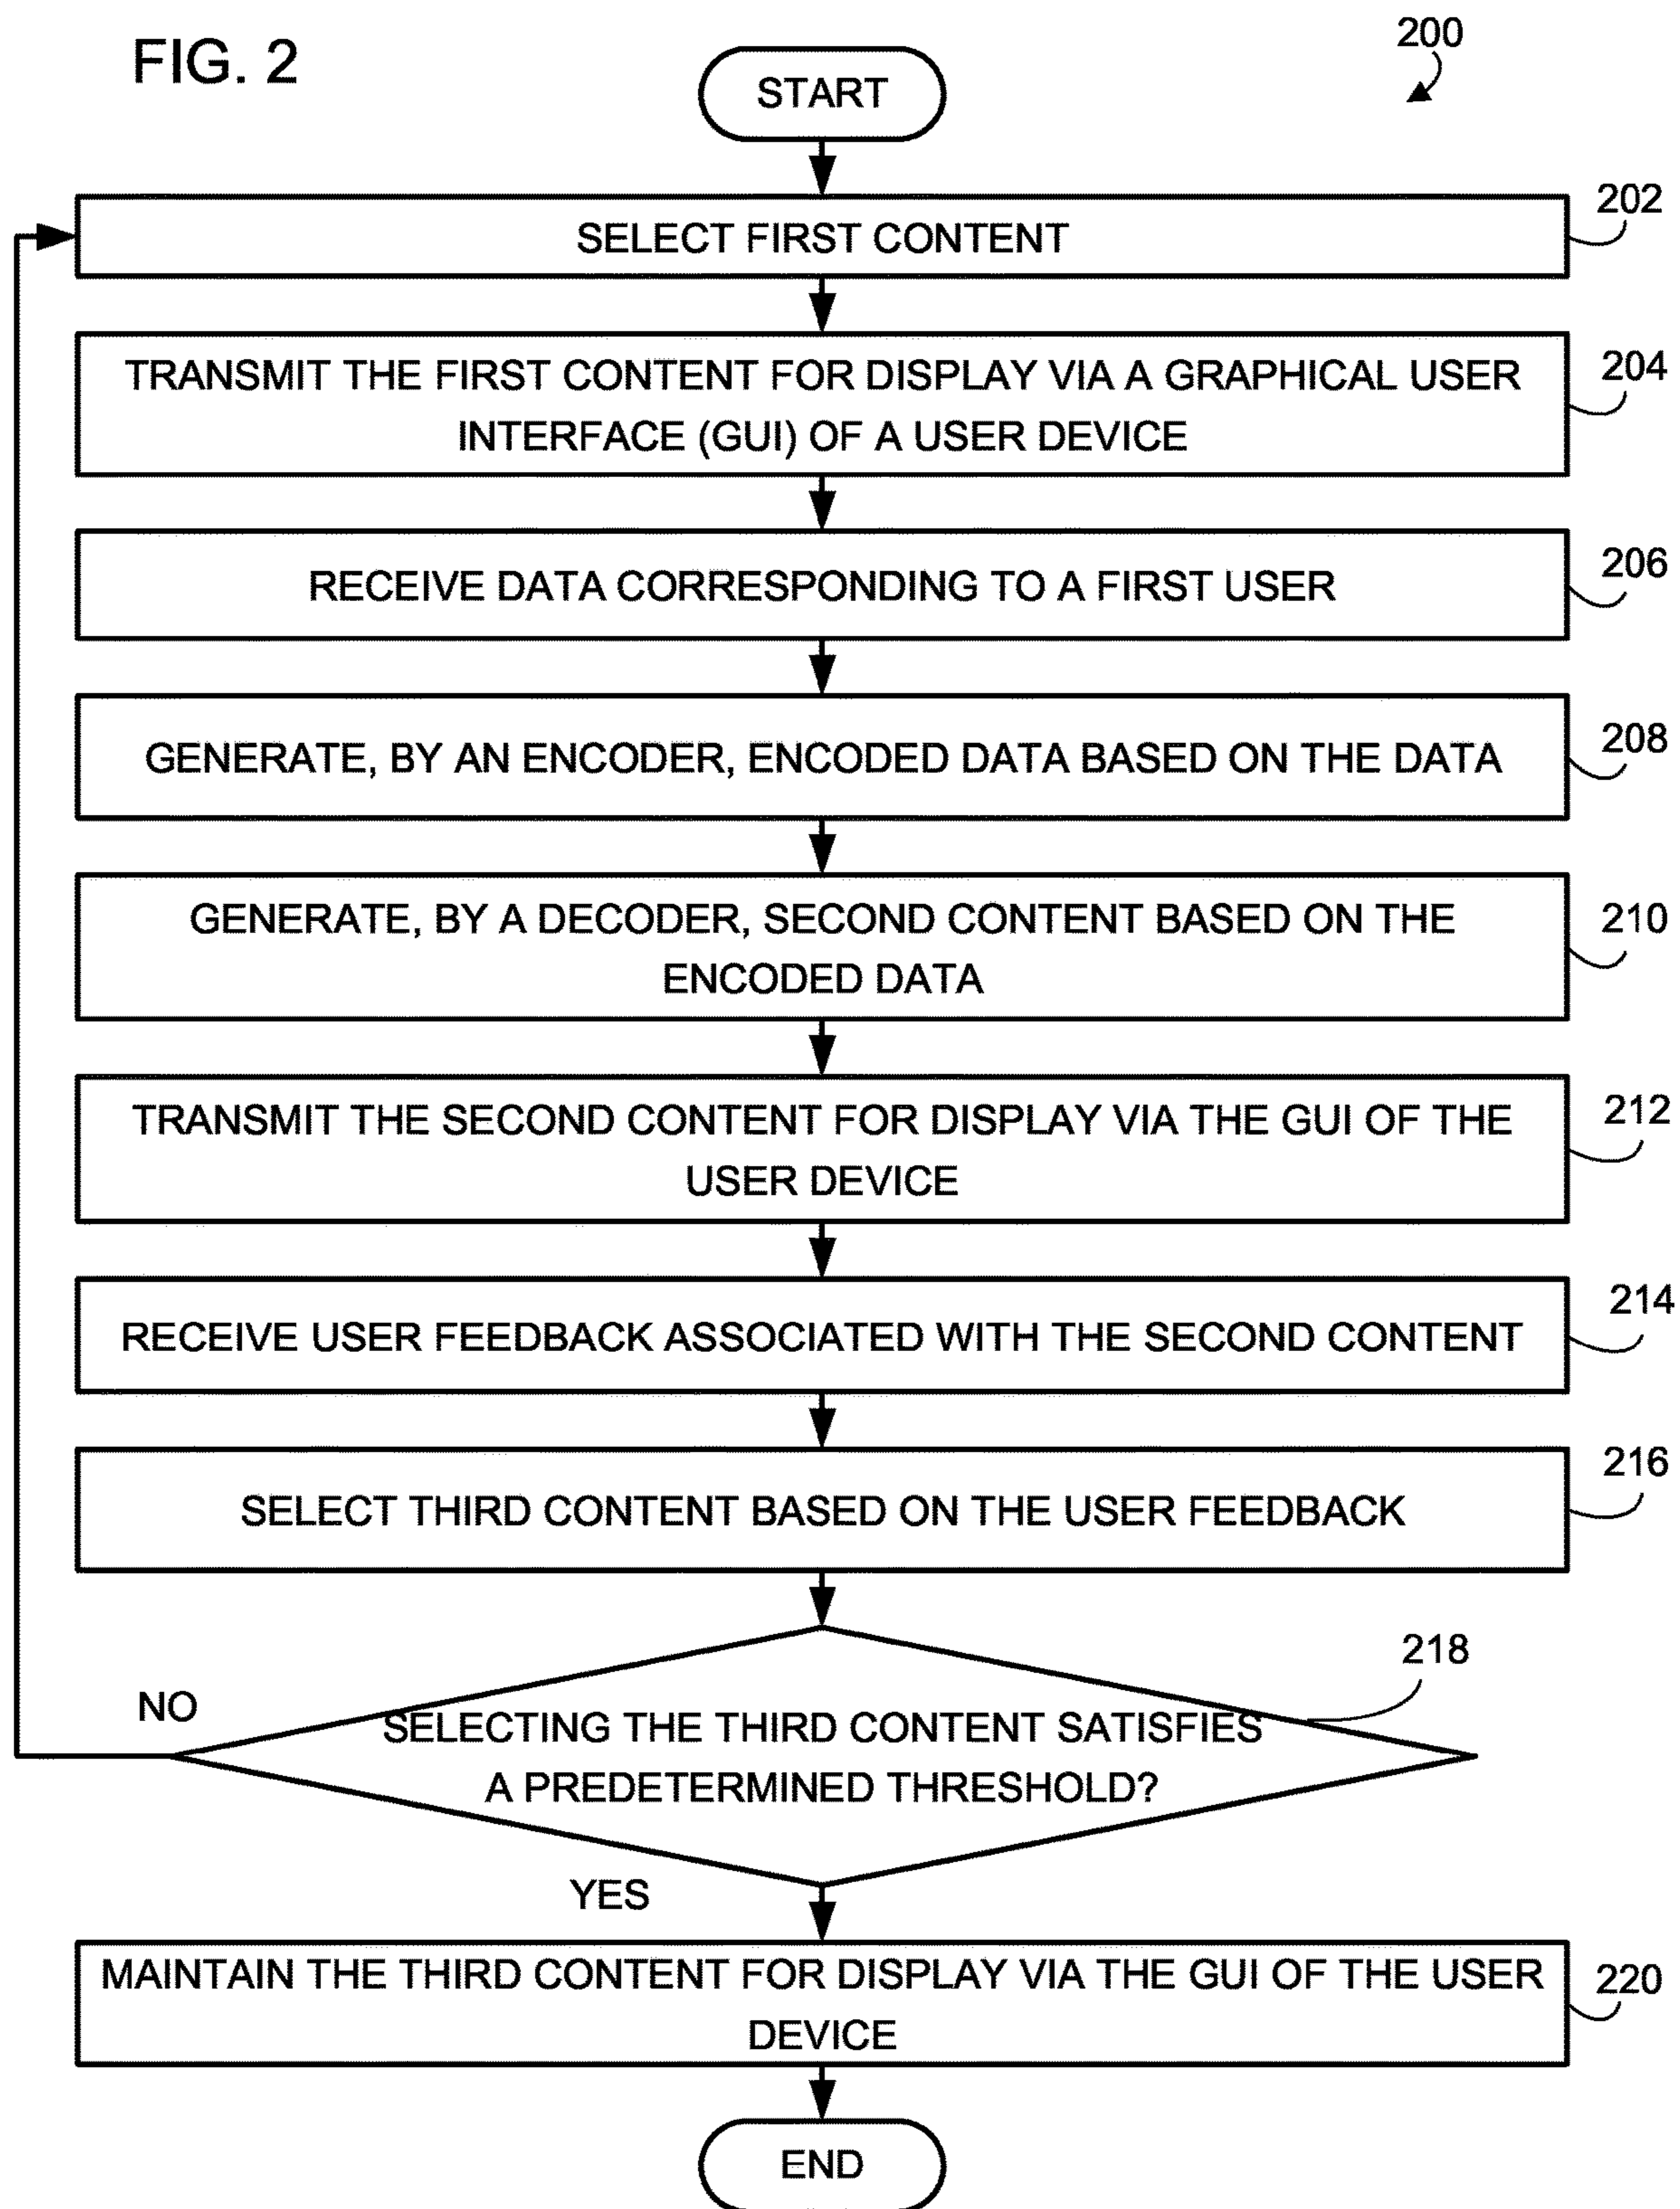 FIG. 2
200
START
SELECT FIRST CONTENT
202
TRANSMIT THE FIRST CONTENT FOR DISPLAY VIA A GRAPHICAL USER
INTERFACE (GUI) OF A USER DEVICE
204
RECEIVE DATA CORRESPONDING TO A FIRST USER
206
GENERATE, BY AN ENCODER, ENCODED DATA BASED ON THE DATA
208
GENERATE, BY A DECODER, SECOND CONTENT BASED ON THE
ENCODED DATA
210
TRANSMIT THE SECOND CONTENT FOR DISPLAY VIA THE GUI OF THE
USER DEVICE
212
RECEIVE USER FEEDBACK ASSOCIATED WITH THE SECOND CONTENT
214
SELECT THIRD CONTENT BASED ON THE USER FEEDBACK
216
218
NO
SELECTING THE THIRD CONTENT SATISFIES
A PREDETERMINED THRESHOLD?
YES
MAINTAIN THE THIRD CONTENT FOR DISPLAY VIA THE GUI OF THE USER
DEVICE
220
END